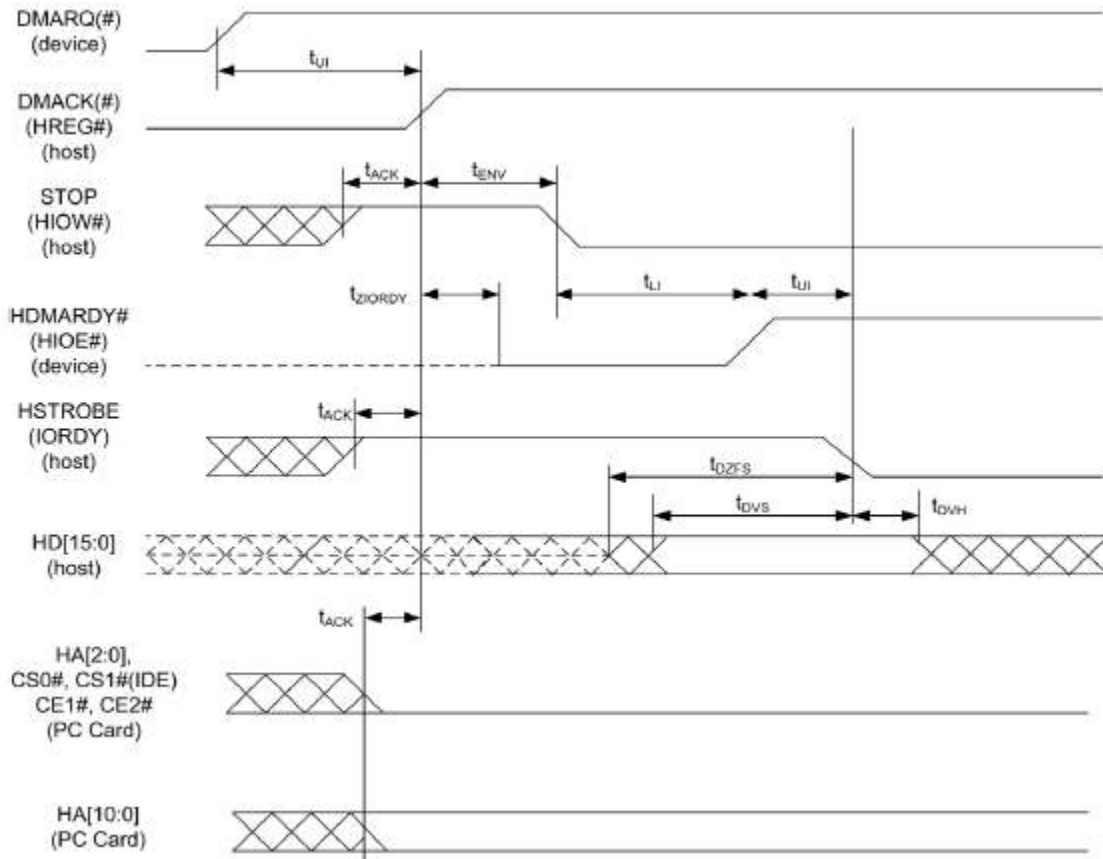 DMARQ(#)
(device)
tUI
DMACK(#)
(HREG#)
(host)
tACK
tENV
STOP
(HIOW#)
(host)
tZIORDY
tLI
tUI
HDMARDY#
(HIOE#)
(device)
HSTROBE
(IORDY)
(host)
tACK
tDZFS
tDVS
tDVH
HD[15:0]
(host)
tACK
HA[2:0],
CS0#, CS1#(IDE)
CE1#, CE2#
(PC Card)
HA[10:0]
(PC Card)